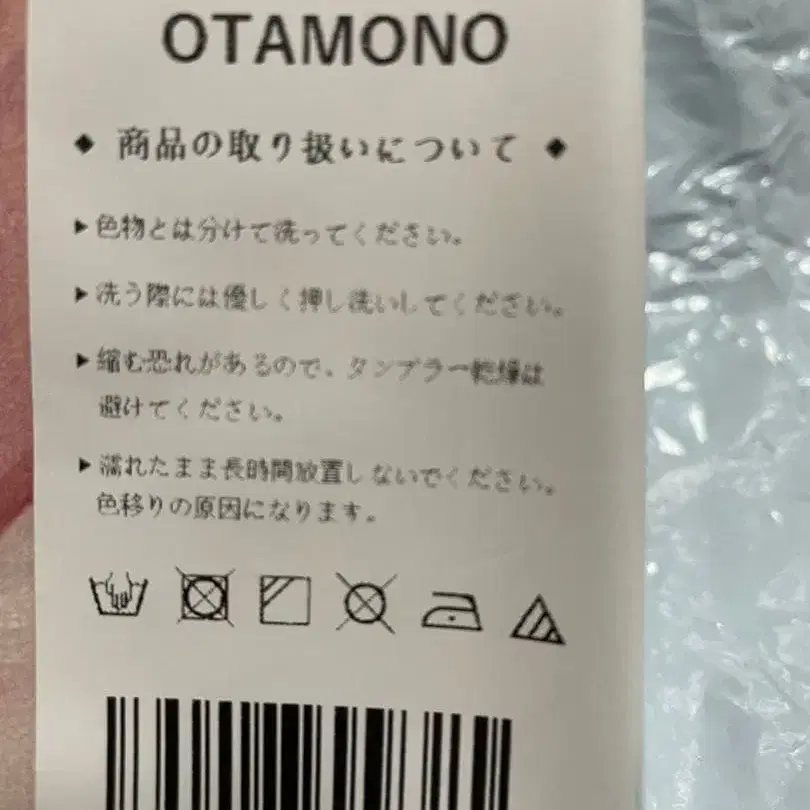 OTAMONO
◆ 商品の取り扱いについて ◆
▶色物とは分けて洗ってください。
▶洗う際には優しく押し洗いしてください。
▶縮む恐れがあるので、タンブラー乾燥は
避けてください。
▶濡れたまま長時間放置しないでください。
色移りの原因になります。